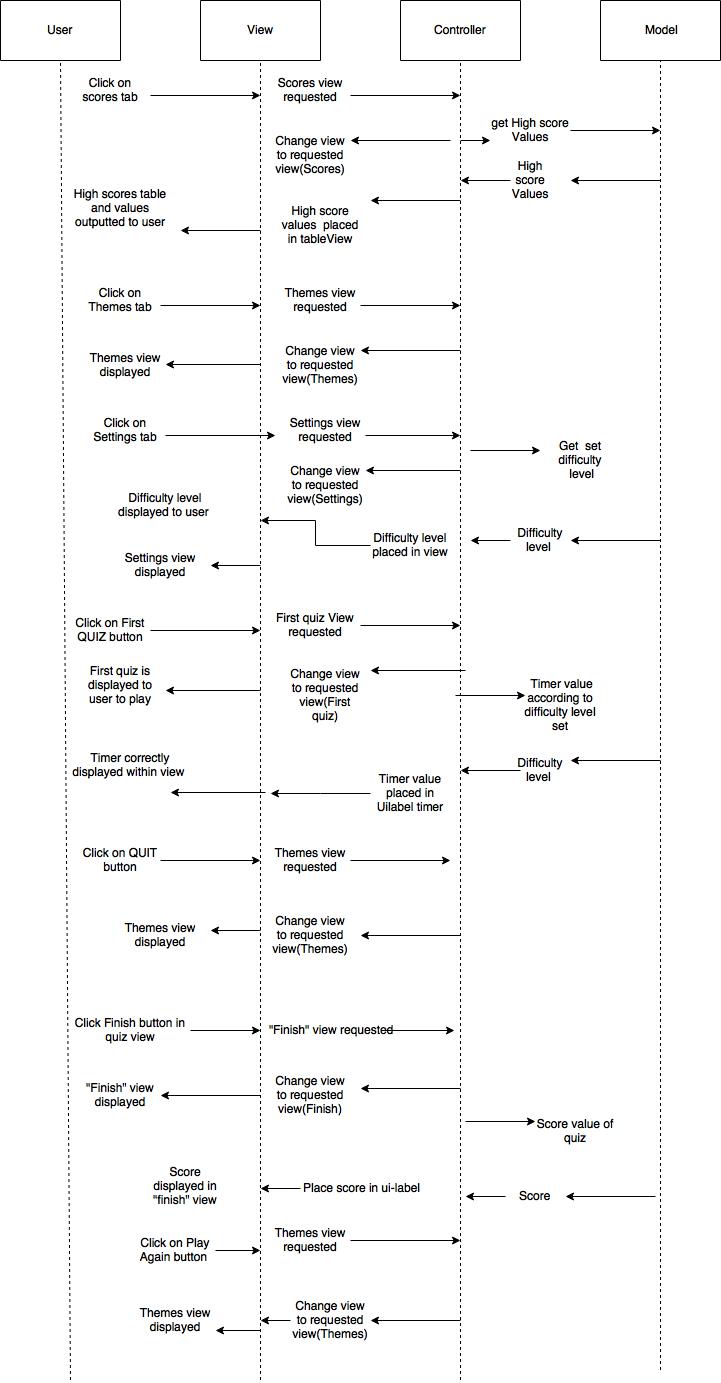 User
View
Controller
Model
Click on
scores tab
Scores view
requested
get High score
Values
Change view
to requested
view(Scores)
High
score
Values
High scores table
and values
outputted to user
High score
values placed
in tableView
Click on
Themes tab
Themes view
requested
Change view
to requested
view(Themes)
Themes view
displayed
Click on
Settings tab
Settings view
requested
Get set
difficulty
level
Change view
to requested
view(Settings)
Difficulty level
displayed to user
Difficulty level
placed in view
Difficulty
level
Settings view
displayed
Click on First
QUIZ button
First quiz View
requested
First quiz is
displayed to
user to play
Change view
to requested
view(First
quiz)
Timer value
according to
difficulty level
set
Timer correctly
displayed within view
Difficulty
level
Timer value
placed in
Uilabel timer
Click on QUIT
button
Themes view
requested
Themes view
displayed
Change view
to requested
view(Themes)
Click Finish button in
quiz view
"Finish" view requested
"Finish" view
displayed
Change view
to requested
view(Finish)
Score value of
quiz
Score
displayed in
"finish" view
Place score in ui-label
Score
Click on Play
Again button
Themes view
requested
Themes view
displayed
Change view
to requested
view(Themes)